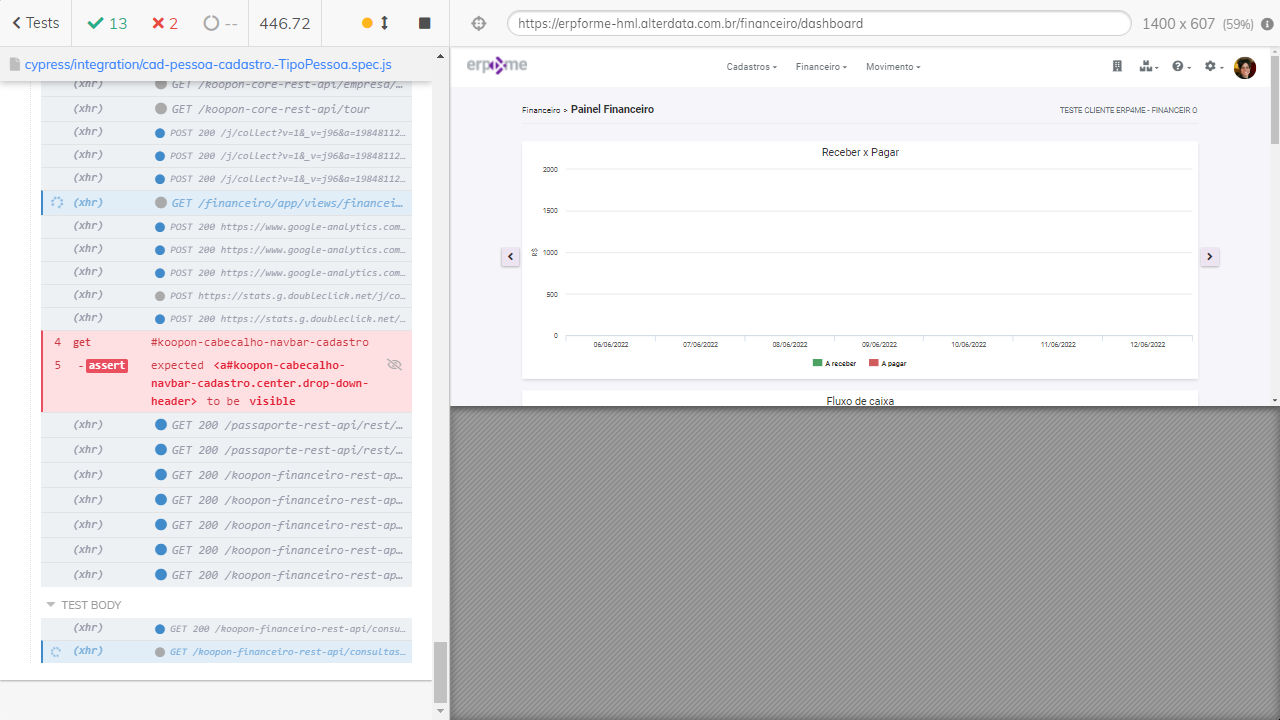 Tests
13
2
--
446.72
https://erpforme-hml.alterdata.com.br/financeiro/dashboard
1400 x 607 (59%)
cypress/integration/cad-pessoa-cadastro.-TipoPessoa.spec.js
(xhr) GET /koopon-core-rest-api/empresa/…
(xhr) GET /koopon-core-rest-api/tour
(xhr) POST 200 /j/collect?v=1&_v=j96&a=19848112…
(xhr) POST 200 /j/collect?v=1&_v=j96&a=19848112…
(xhr) POST 200 /j/collect?v=1&_v=j96&a=19848112…
(xhr) GET /financeiro/app/views/financei…
(xhr) POST 200 https://www.google-analytics.com…
(xhr) POST 200 https://www.google-analytics.com…
(xhr) POST 200 https://www.google-analytics.com…
(xhr) POST https://stats.g.doubleclick.net/j/co…
(xhr) POST 200 https://stats.g.doubleclick.net/…
4 get #koopon-cabecalho-navbar-cadastro
5 -assert expected <a#koopon-cabecalho-
navbar-cadastro.center.drop-down-
header> to be visible
(xhr) GET 200 /passaporte-rest-api/rest/…
(xhr) GET 200 /passaporte-rest-api/rest/…
(xhr) GET 200 /koopon-financeiro-rest-ap…
(xhr) GET 200 /koopon-financeiro-rest-ap…
(xhr) GET 200 /koopon-financeiro-rest-ap…
(xhr) GET 200 /koopon-financeiro-rest-ap…
(xhr) GET 200 /koopon-financeiro-rest-ap…
TEST BODY
(xhr) GET 200 /koopon-financeiro-rest-api/consu…
(xhr) GET /koopon-financeiro-rest-api/consultas…
erp4me
Cadastros Financeiro Movimento
Financeiro > Painel Financeiro
TESTE CLIENTE ERP4ME - FINANCEIR O
Receber x Pagar
2000
1500
R$
1000
500
0
06/06/2022 07/06/2022 08/06/2022 09/06/2022 10/06/2022 11/06/2022 12/06/2022
A receber A pagar
Fluxo de caixa